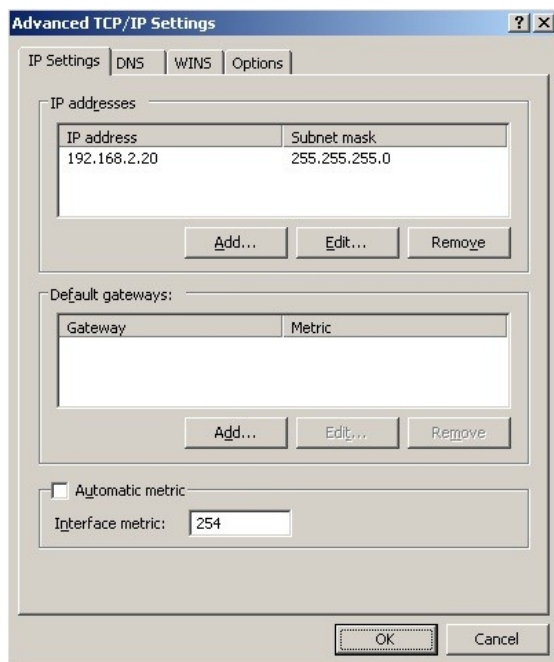 Advanced TCP/IP Settings ? X
IP Settings DNS WINS Options
IP addresses
IP address Subnet mask
192.168.2.20 255.255.255.0
Add... Edit... Remove
Default gateways:
Gateway Metric
Add... Edit... Remove
Automatic metric
Interface metric: 254
OK Cancel